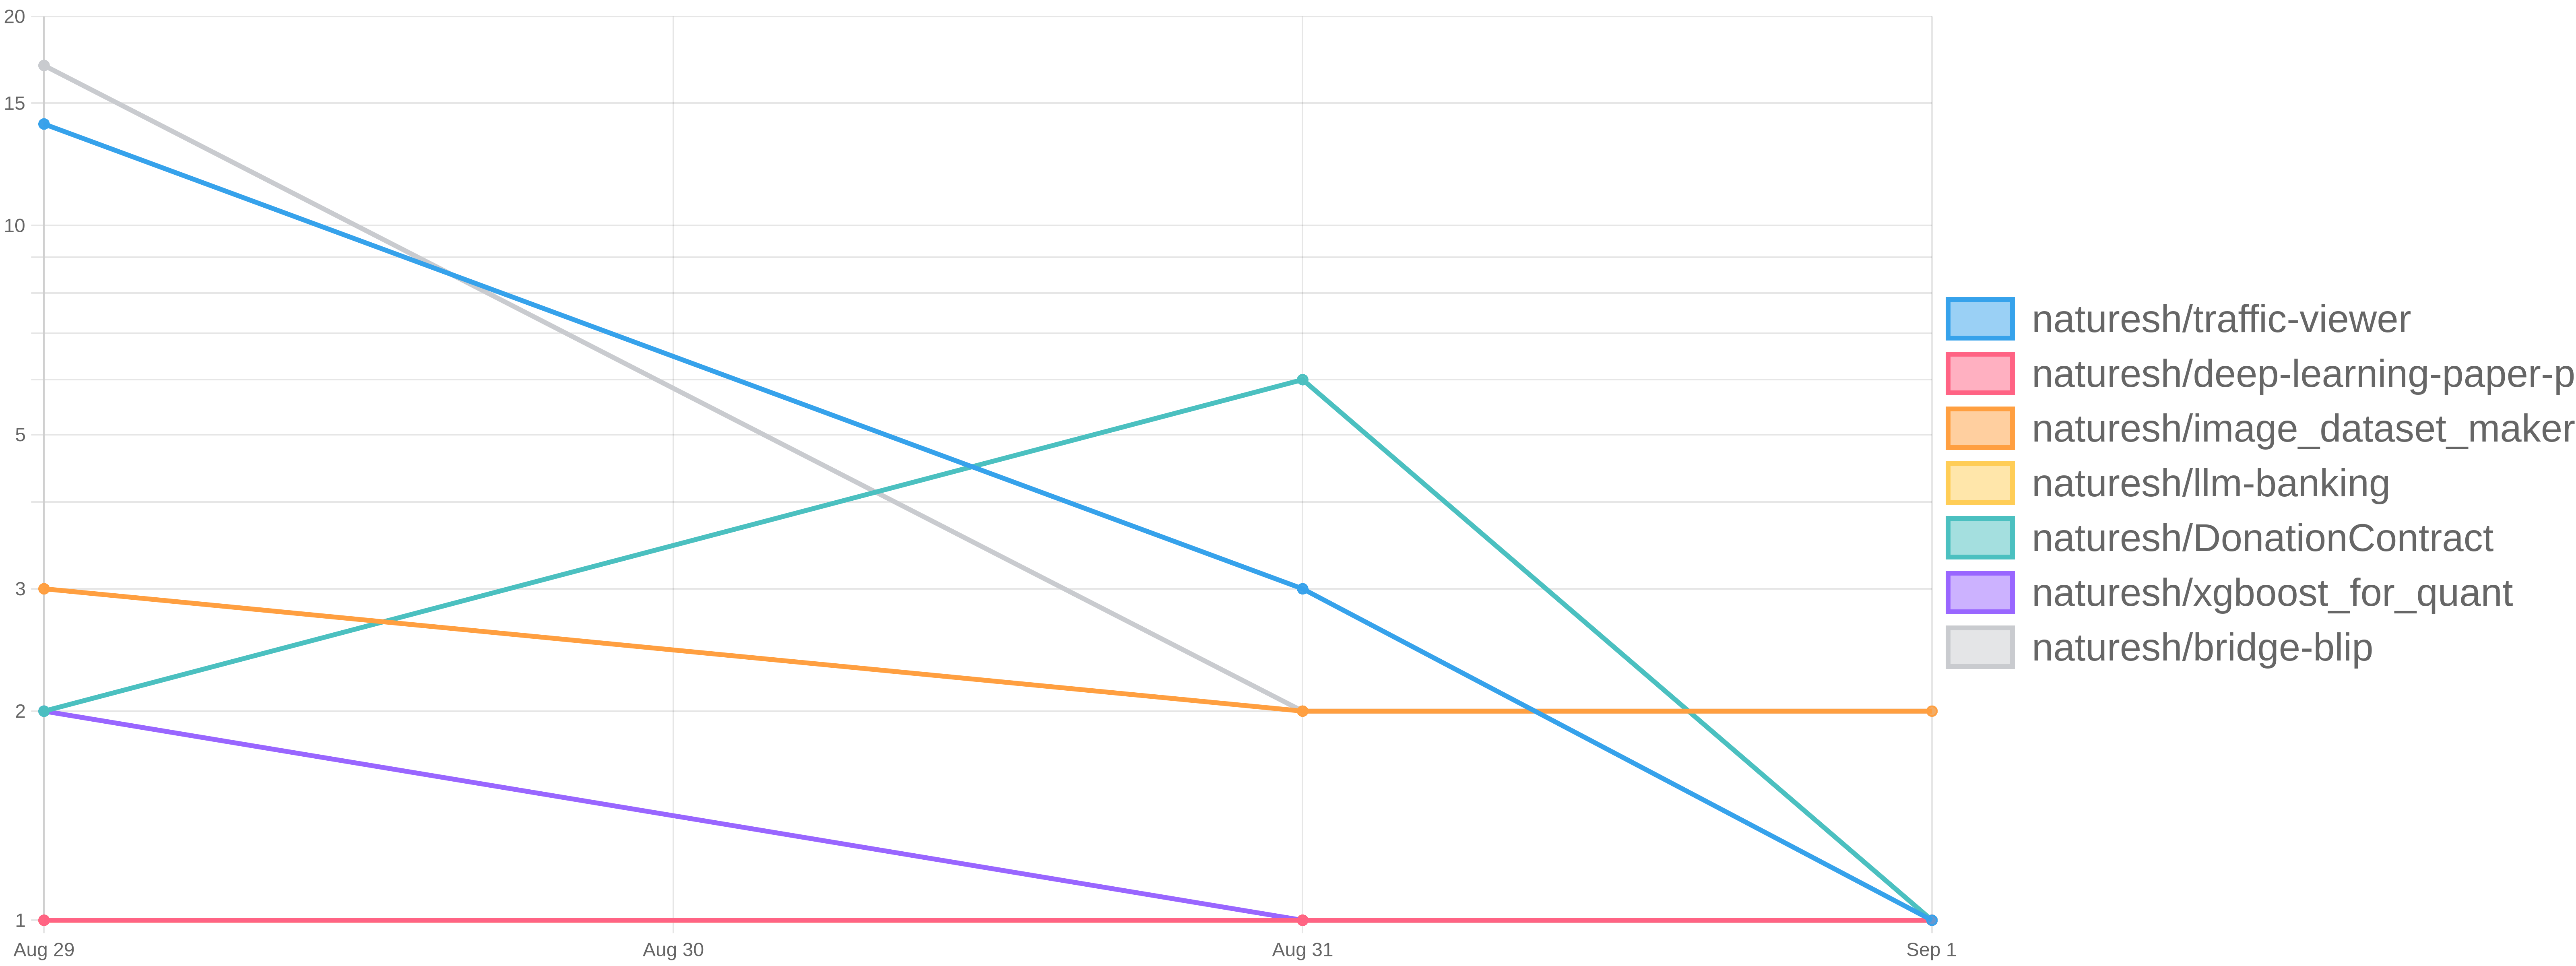 20
15
10
5
3
2
1
Aug 29 Aug 30 Aug 31 Sep 1
naturesh/traffic-viewer
naturesh/deep-learning-paper-p
naturesh/image_dataset_maker
naturesh/llm-banking
naturesh/DonationContract
naturesh/xgboost_for_quant
naturesh/bridge-blip